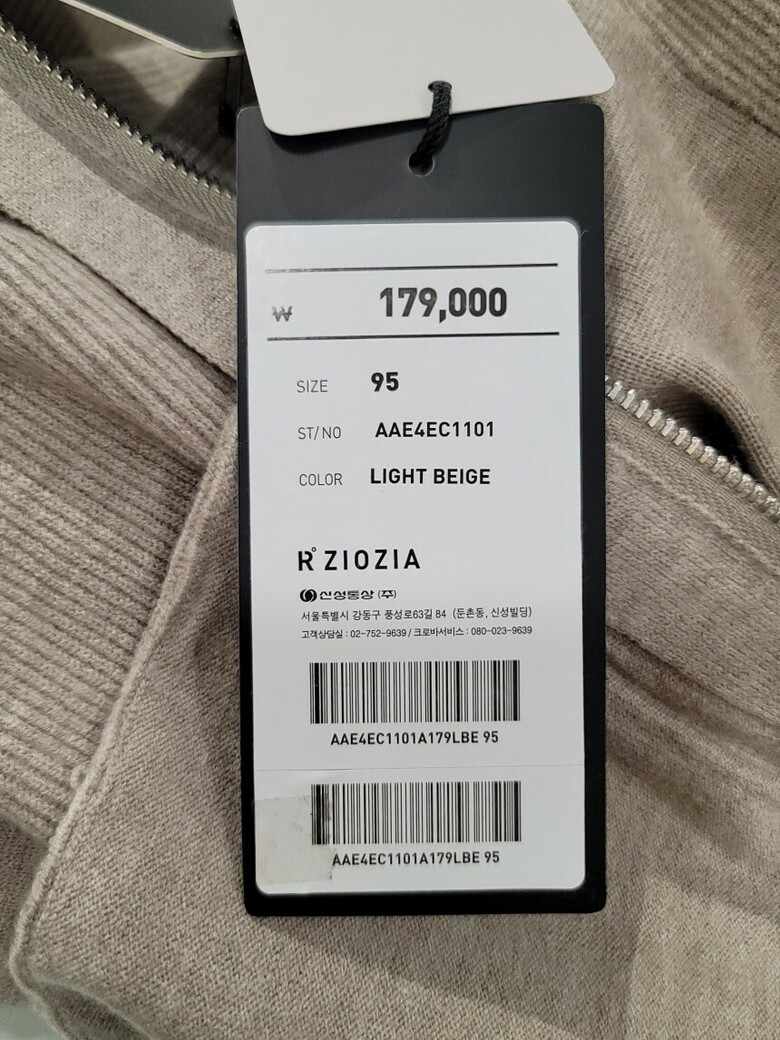 ₩ 179,000
SIZE 95
ST/NO AAE4EC1101
COLOR LIGHT BEIGE
R° ZIOZIA
신성통상 (주)
서울특별시 강동구 풍성로63길 84 (둔촌동, 신성빌딩)
고객상담실 : 02-752-9639 / 크로바서비스 : 080-023-9639
AAE4EC1101A179LBE 95
AAE4EC1101A179LBE 95